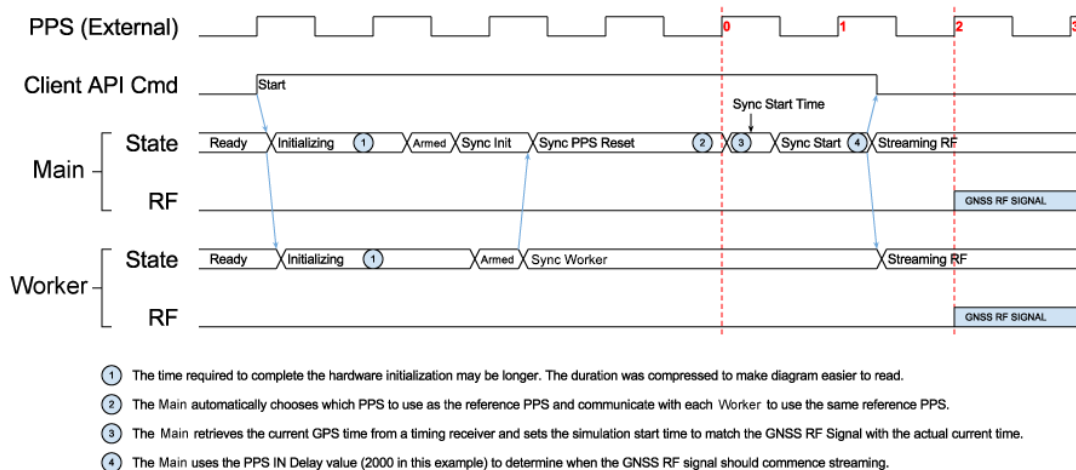 PPS (External)
0 1 2 3
Client API Cmd
Start
Sync Start Time
Main
State
Ready Initializing 1 Armed Sync Init Sync PPS Reset 2 3 Sync Start 4 Streaming RF
RF
GNSS RF SIGNAL
Worker
State
Ready Initializing 1 Armed Sync Worker Streaming RF
RF
GNSS RF SIGNAL
1 The time required to complete the hardware initialization may be longer. The duration was compressed to make diagram easier to read.
2 The Main automatically chooses which PPS to use as the reference PPS and communicate with each Worker to use the same reference PPS.
3 The Main retrieves the current GPS time from a timing receiver and sets the simulation start time to match the GNSS RF Signal with the actual current time.
4 The Main uses the PPS IN Delay value (2000 in this example) to determine when the GNSS RF signal should commence streaming.